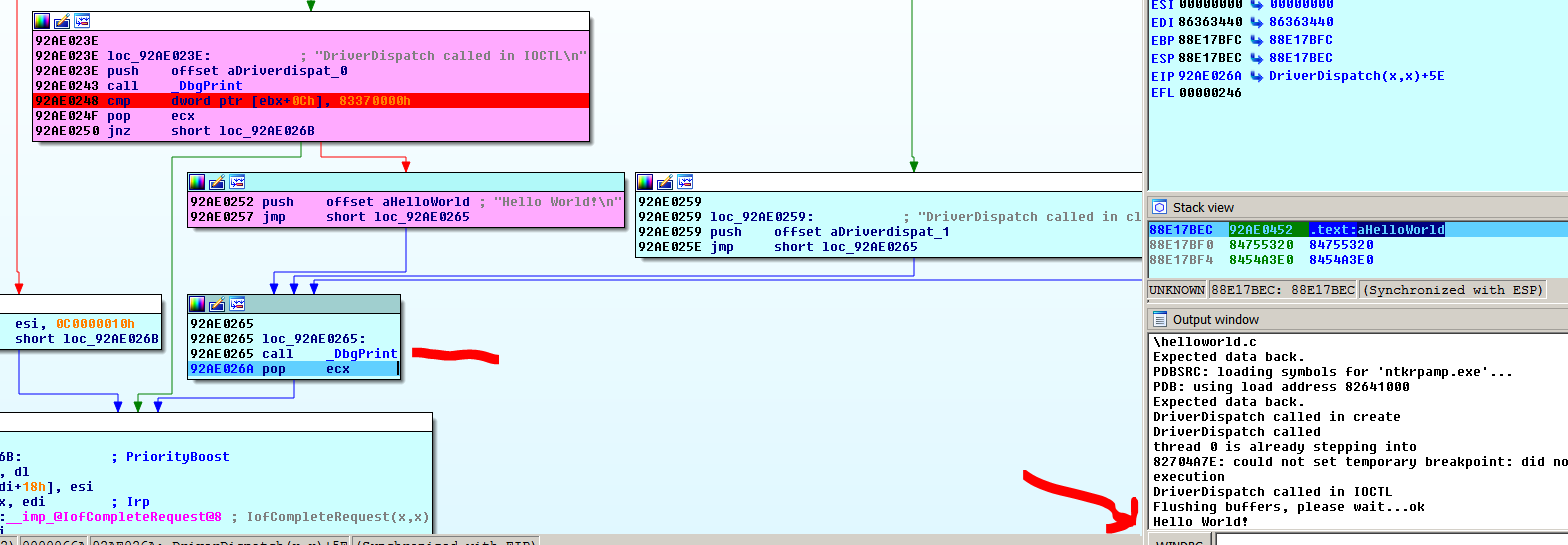 92AE023E
92AE023E loc_92AE023E: ; "DriverDispatch called in IOCTL\n"
92AE023E push offset aDriverdispat_0
92AE0243 call _DbgPrint
92AE0248 cmp dword ptr [ebx+0Ch], 83370000h
92AE024F pop ecx
92AE0250 jnz short loc_92AE026B
92AE0252 push offset aHelloWorld ; "Hello World!\n"
92AE0257 jmp short loc_92AE0265
92AE0259
92AE0259 loc_92AE0259: ; "DriverDispatch called in cl
92AE0259 push offset aDriverdispat_1
92AE025E jmp short loc_92AE0265
esi, 0C0000010h
short loc_92AE026B
92AE0265
92AE0265 loc_92AE0265:
92AE0265 call _DbgPrint
92AE026A pop ecx
6B: ; PriorityBoost
, dl
di+18h], esi
x, edi ; Irp
:__imp_@IofCompleteRequest@8 ; IofCompleteRequest(x,x)
ESI 00000000 00000000
EDI 86363440 86363440
EBP 88E17BFC 88E17BFC
ESP 88E17BEC 88E17BEC
EIP 92AE026A DriverDispatch(x,x)+5E
EFL 00000246
Stack view
88E17BEC 92AE0452 .text:aHelloWorld
88E17BF0 84755320 84755320
88E17BF4 8454A3E0 8454A3E0
UNKNOWN 88E17BEC: 88E17BEC (Synchronized with ESP)
Output window
\helloworld.c
Expected data back.
PDBSRC: loading symbols for 'ntkrpamp.exe'...
PDB: using load address 82641000
Expected data back.
DriverDispatch called in create
DriverDispatch called
thread 0 is already stepping into
82704A7E: could not set temporary breakpoint: did no
execution
DriverDispatch called in IOCTL
Flushing buffers, please wait...ok
Hello World!